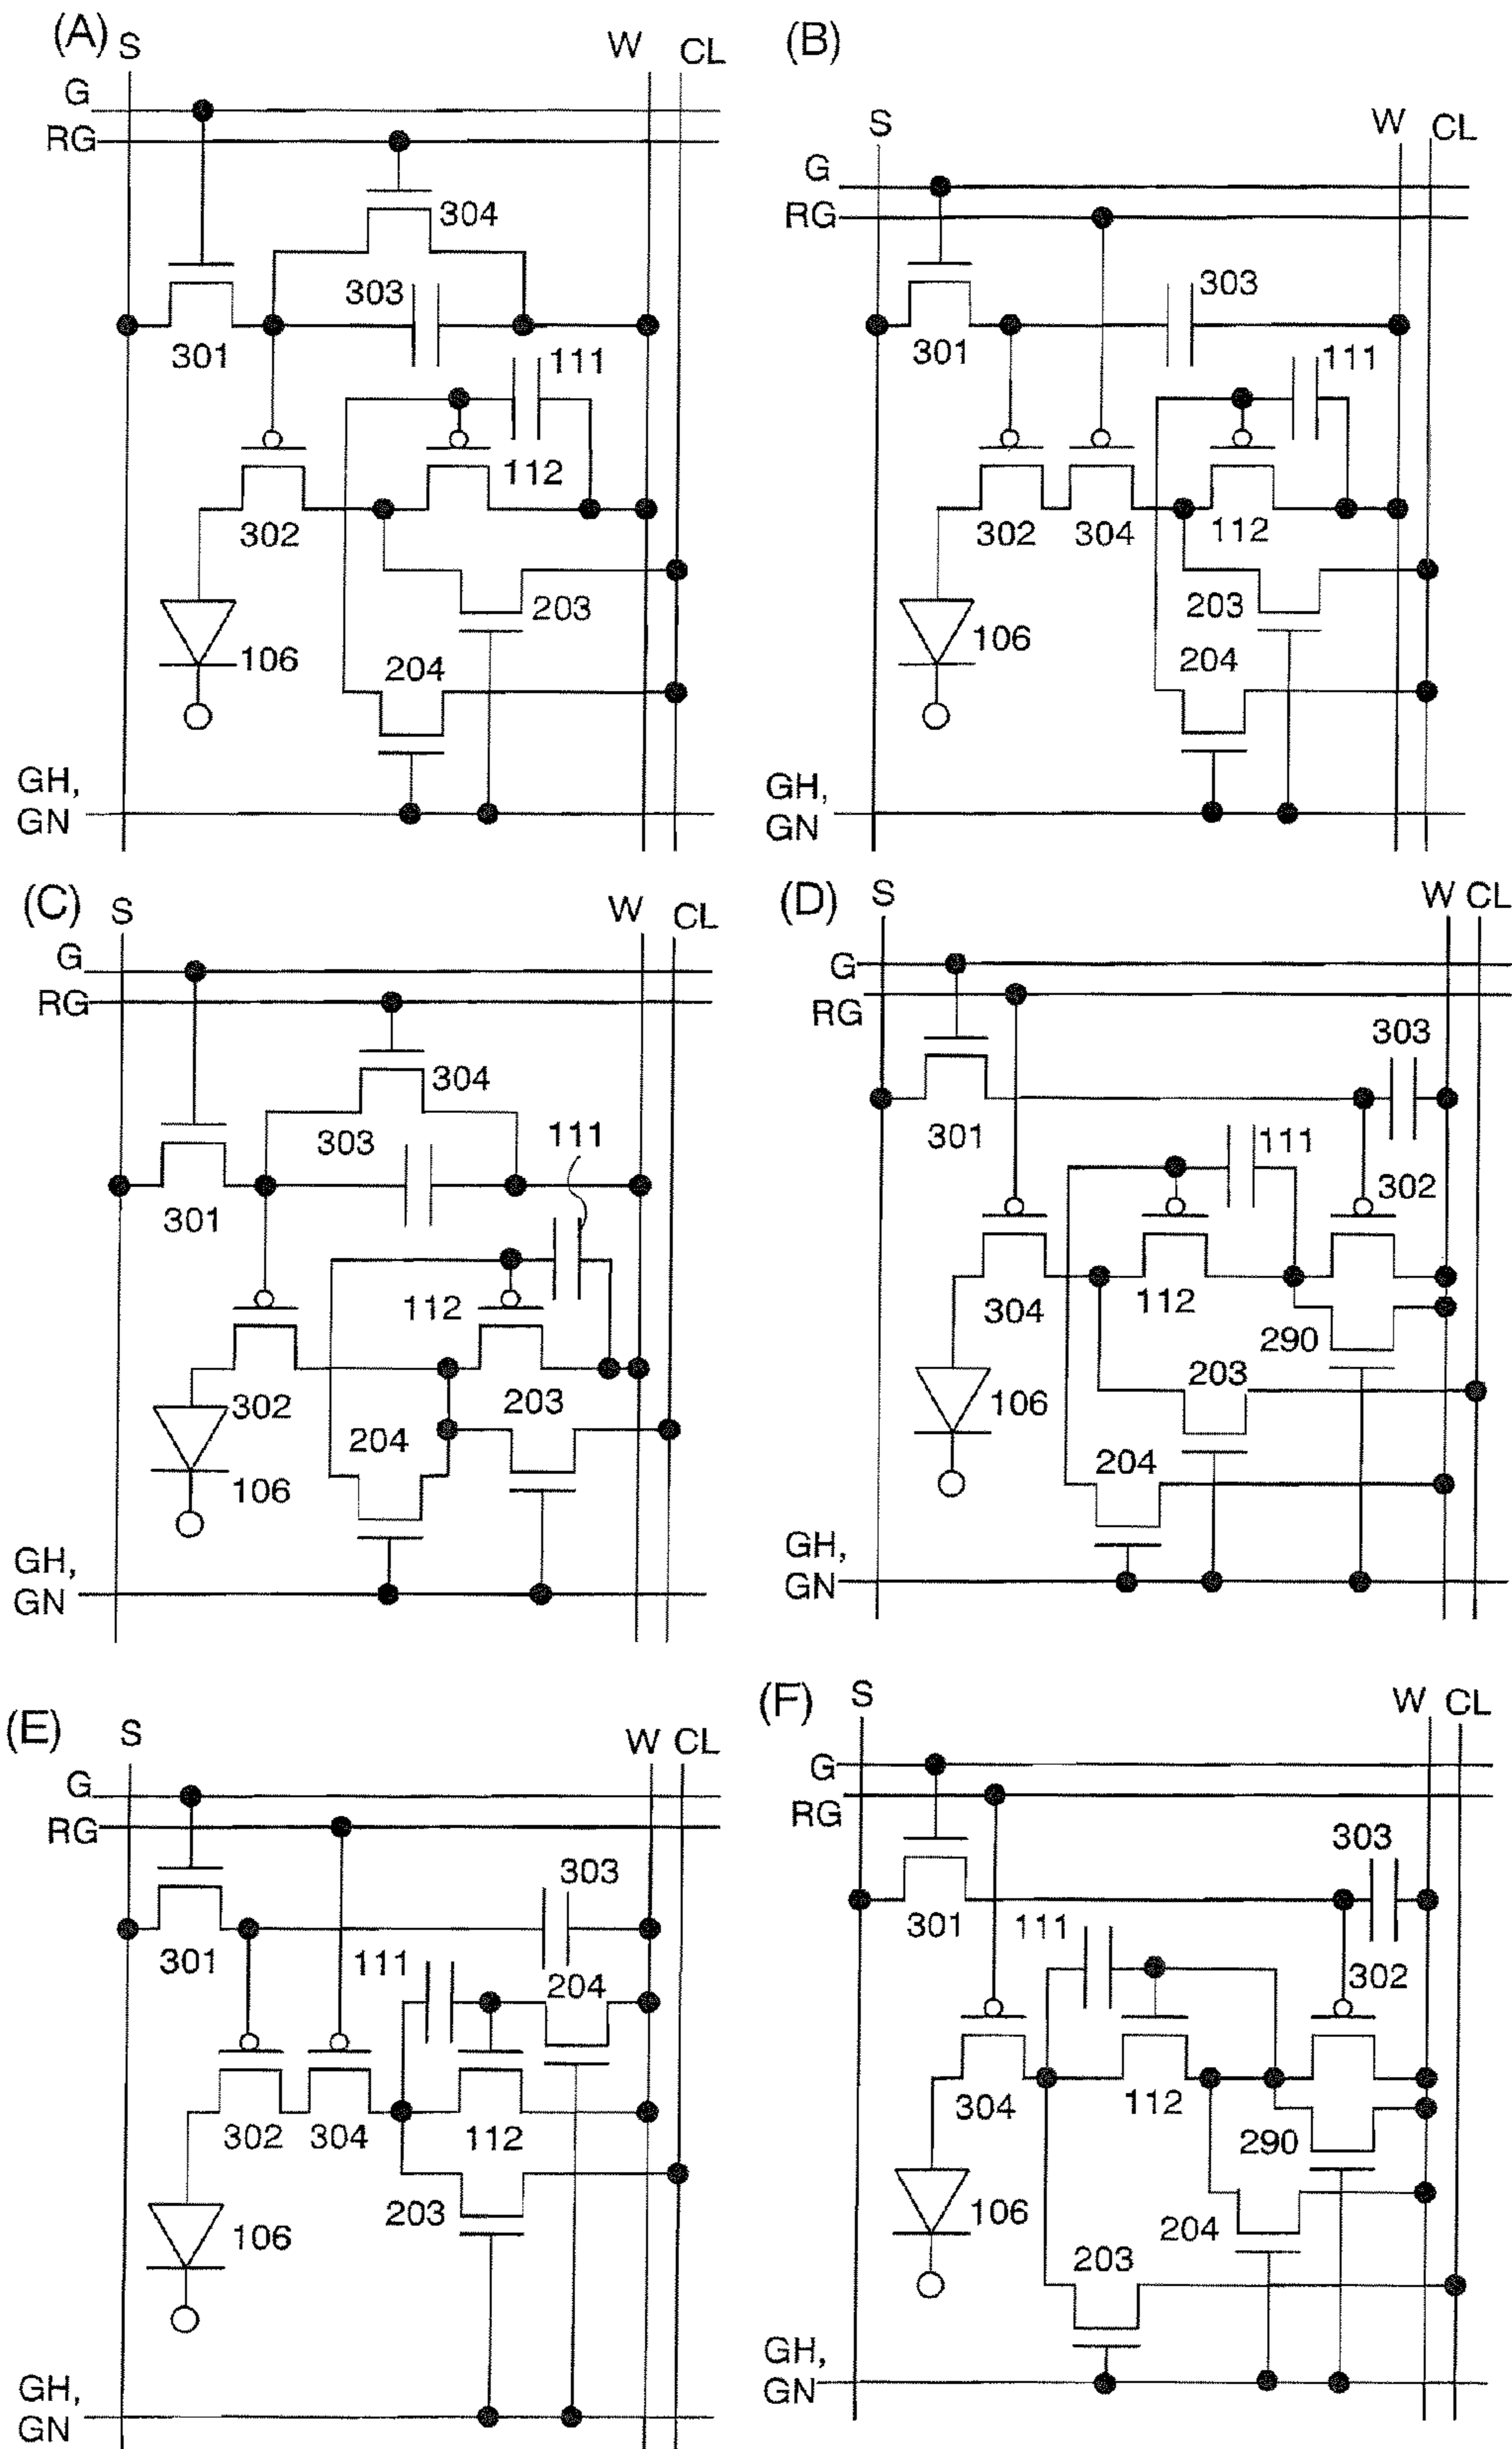 (A) S W CL
G
RG
304
303
301 111
112
302
203
106
204
GH,
GN
(B)
S W CL
G
RG
303
301 111
302 304 112
203
106
204
GH,
GN
(C) S W CL
G
RG
304
303 111
301
112
302 203
204
106
GH,
GN
(D) S W CL
G
RG
303
301 111
302
304 112
290
203
106
204
GH,
GN
(E) S W CL
G
RG
303
301 111
204
302 304 112
203
106
GH,
GN
(F) S W CL
G
RG
303
301 111
302
304 112
290
106
204
203
GH,
GN